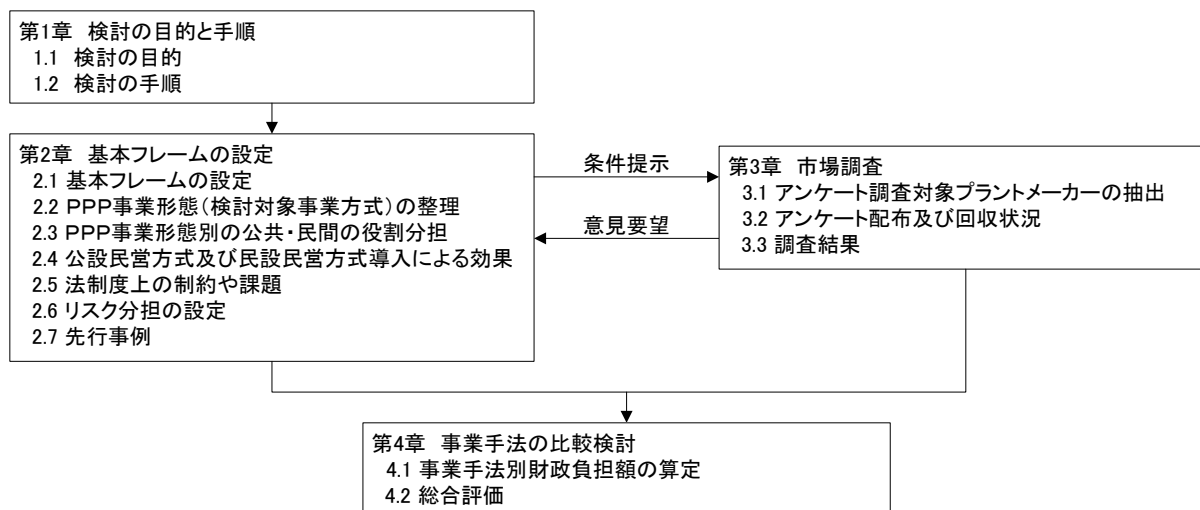 第1章 検討の目的と手順
1.1 検討の目的
1.2 検討の手順
第2章 基本フレームの設定
2.1 基本フレームの設定
2.2 PPP事業形態(検討対象事業方式)の整理
2.3 PPP事業形態別の公共・民間の役割分担
2.4 公設民営方式及び民設民営方式導入による効果
2.5 法制度上の制約や課題
2.6 リスク分担の設定
2.7 先行事例
条件提示
意見要望
第3章 市場調査
3.1 アンケート調査対象プラントメーカーの抽出
3.2 アンケート配布及び回収状況
3.3 調査結果
第4章 事業手法の比較検討
4.1 事業手法別財政負担額の算定
4.2 総合評価